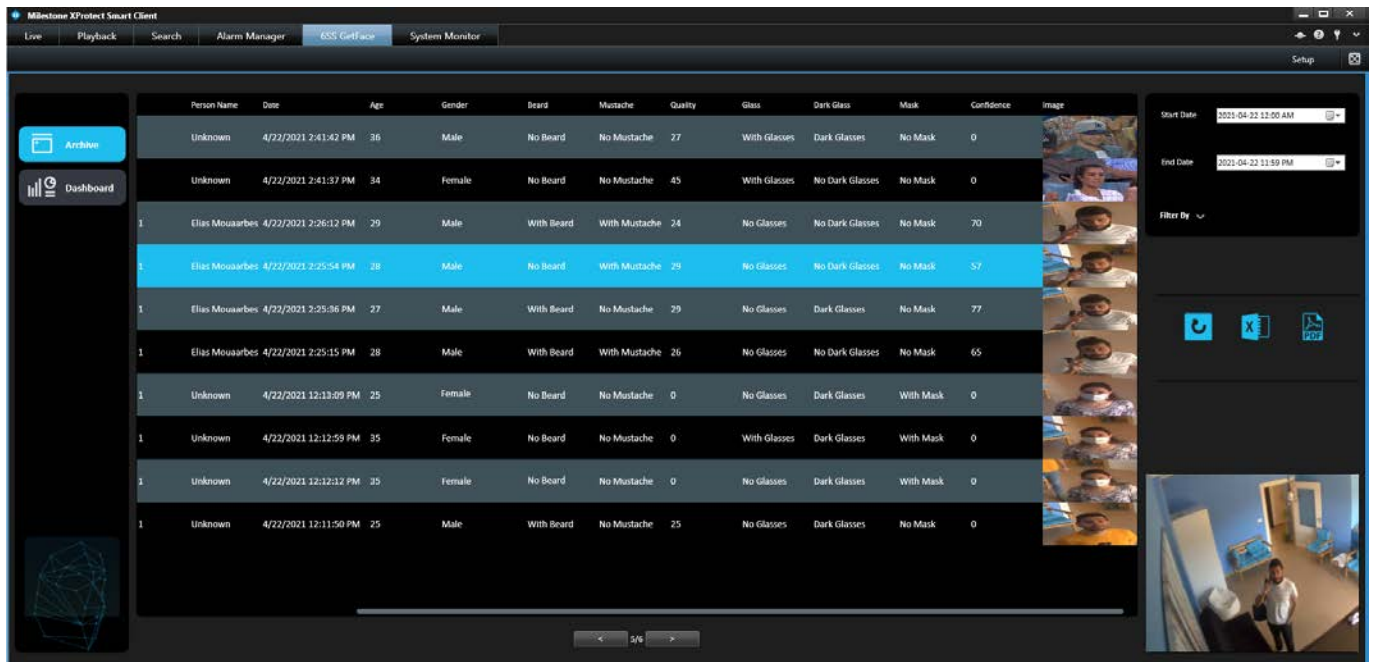 Milestone XProtect Smart Client
Live Playback Search Alarm Manager 6SS GetFace System Monitor
Setup
Archive
Dashboard
Person Name Date Age Gender Beard Mustache Quality Glass Dark Glass Mask Confidence Image
Unknown 4/22/2021 2:41:42 PM 36 Male No Beard No Mustache 27 With Glasses Dark Glasses No Mask 0
Unknown 4/22/2021 2:41:37 PM 34 Female No Beard No Mustache 45 With Glasses No Dark Glasses No Mask 0
1 Elias Mouaarbes 4/22/2021 2:26:12 PM 29 Male With Beard With Mustache 24 No Glasses No Dark Glasses No Mask 70
1 Elias Mouaarbes 4/22/2021 2:25:54 PM 28 Male No Beard With Mustache 29 No Glasses No Dark Glasses No Mask 57
1 Elias Mouaarbes 4/22/2021 2:25:36 PM 27 Male With Beard No Mustache 29 No Glasses Dark Glasses No Mask 77
1 Elias Mouaarbes 4/22/2021 2:25:15 PM 28 Male With Beard With Mustache 26 No Glasses No Dark Glasses No Mask 65
1 Unknown 4/22/2021 12:13:09 PM 25 Female No Beard No Mustache 0 No Glasses Dark Glasses With Mask 0
1 Unknown 4/22/2021 12:12:59 PM 35 Female No Beard No Mustache 0 With Glasses Dark Glasses With Mask 0
1 Unknown 4/22/2021 12:12:12 PM 35 Female No Beard No Mustache 0 No Glasses Dark Glasses With Mask 0
1 Unknown 4/22/2021 12:11:50 PM 25 Male With Beard No Mustache 25 No Glasses Dark Glasses No Mask 0
< 5/6 >
Start Date 2021-04-22 12:00 AM
End Date 2021-04-22 11:59 PM
Filter By
X PDF